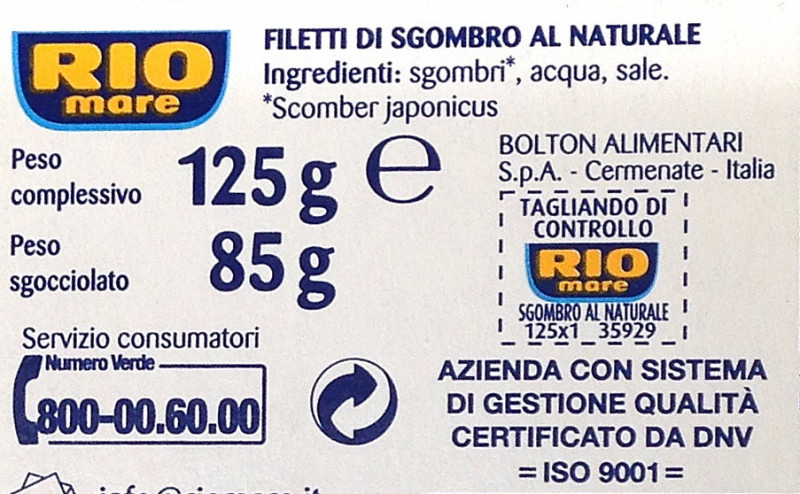 RIO
mare
FILETTI DI SGOMBRO AL NATURALE
Ingredienti: sgombri*, acqua, sale.
*Scomber japonicus
Peso
complessivo
125 g e
Peso
sgocciolato
85 g
BOLTON ALIMENTARI
S.p.A. - Cermenate - Italia
TAGLIANDO DI
CONTROLLO
RIO
mare
SGOMBRO AL NATURALE
125x1 35929
Servizio consumatori
Numero Verde
800-00.60.00
AZIENDA CON SISTEMA
DI GESTIONE QUALITÀ
CERTIFICATO DA DNV
= ISO 9001 =